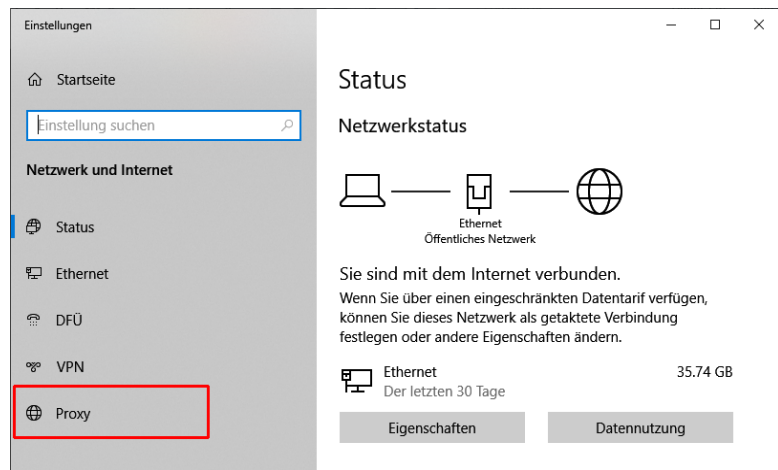 Einstellungen
Startseite
Einstellung suchen
Netzwerk und Internet
Status
Ethernet
DFÜ
VPN
Proxy
Status
Netzwerkstatus
Ethernet
Öffentliches Netzwerk
Sie sind mit dem Internet verbunden.
Wenn Sie über einen eingeschränkten Datentarif verfügen,
können Sie dieses Netzwerk als getaktete Verbindung
festlegen oder andere Eigenschaften ändern.
Ethernet 35.74 GB
Der letzten 30 Tage
Eigenschaften Datennutzung